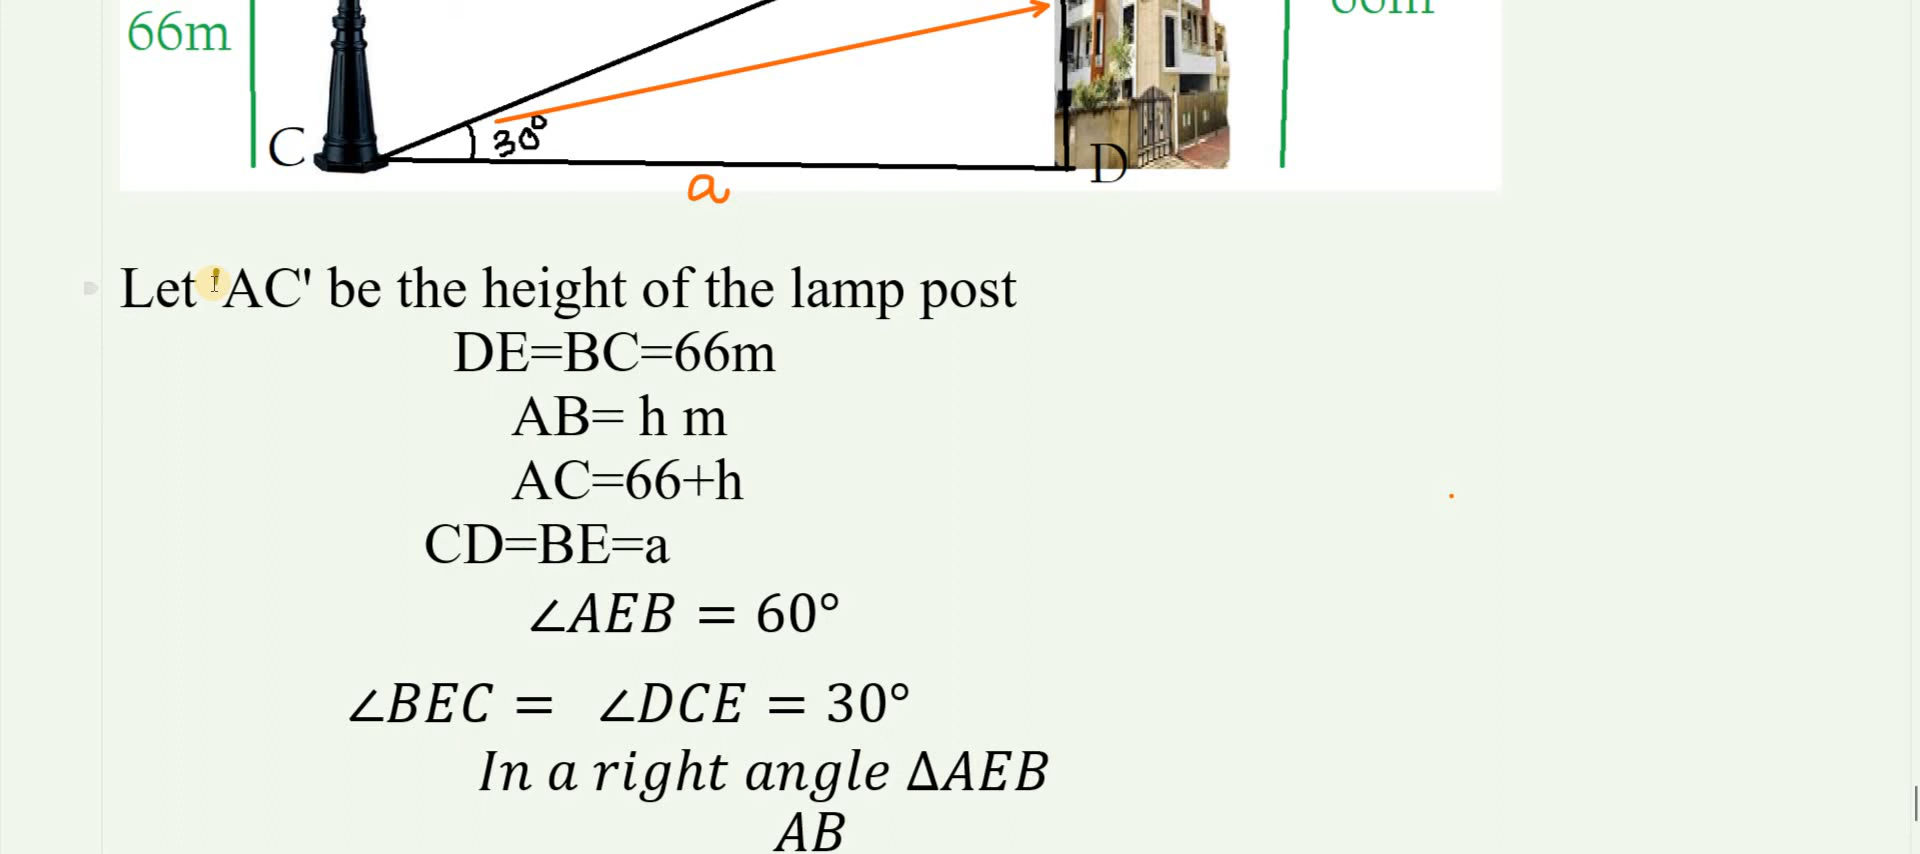 66m
C
30°
D
a
Let 'AC' be the height of the lamp post
DE=BC=66m
AB= h m
AC=66+h
CD=BE=a
∠AEB = 60°
∠BEC = ∠DCE = 30°
In a right angle ΔAEB
AB